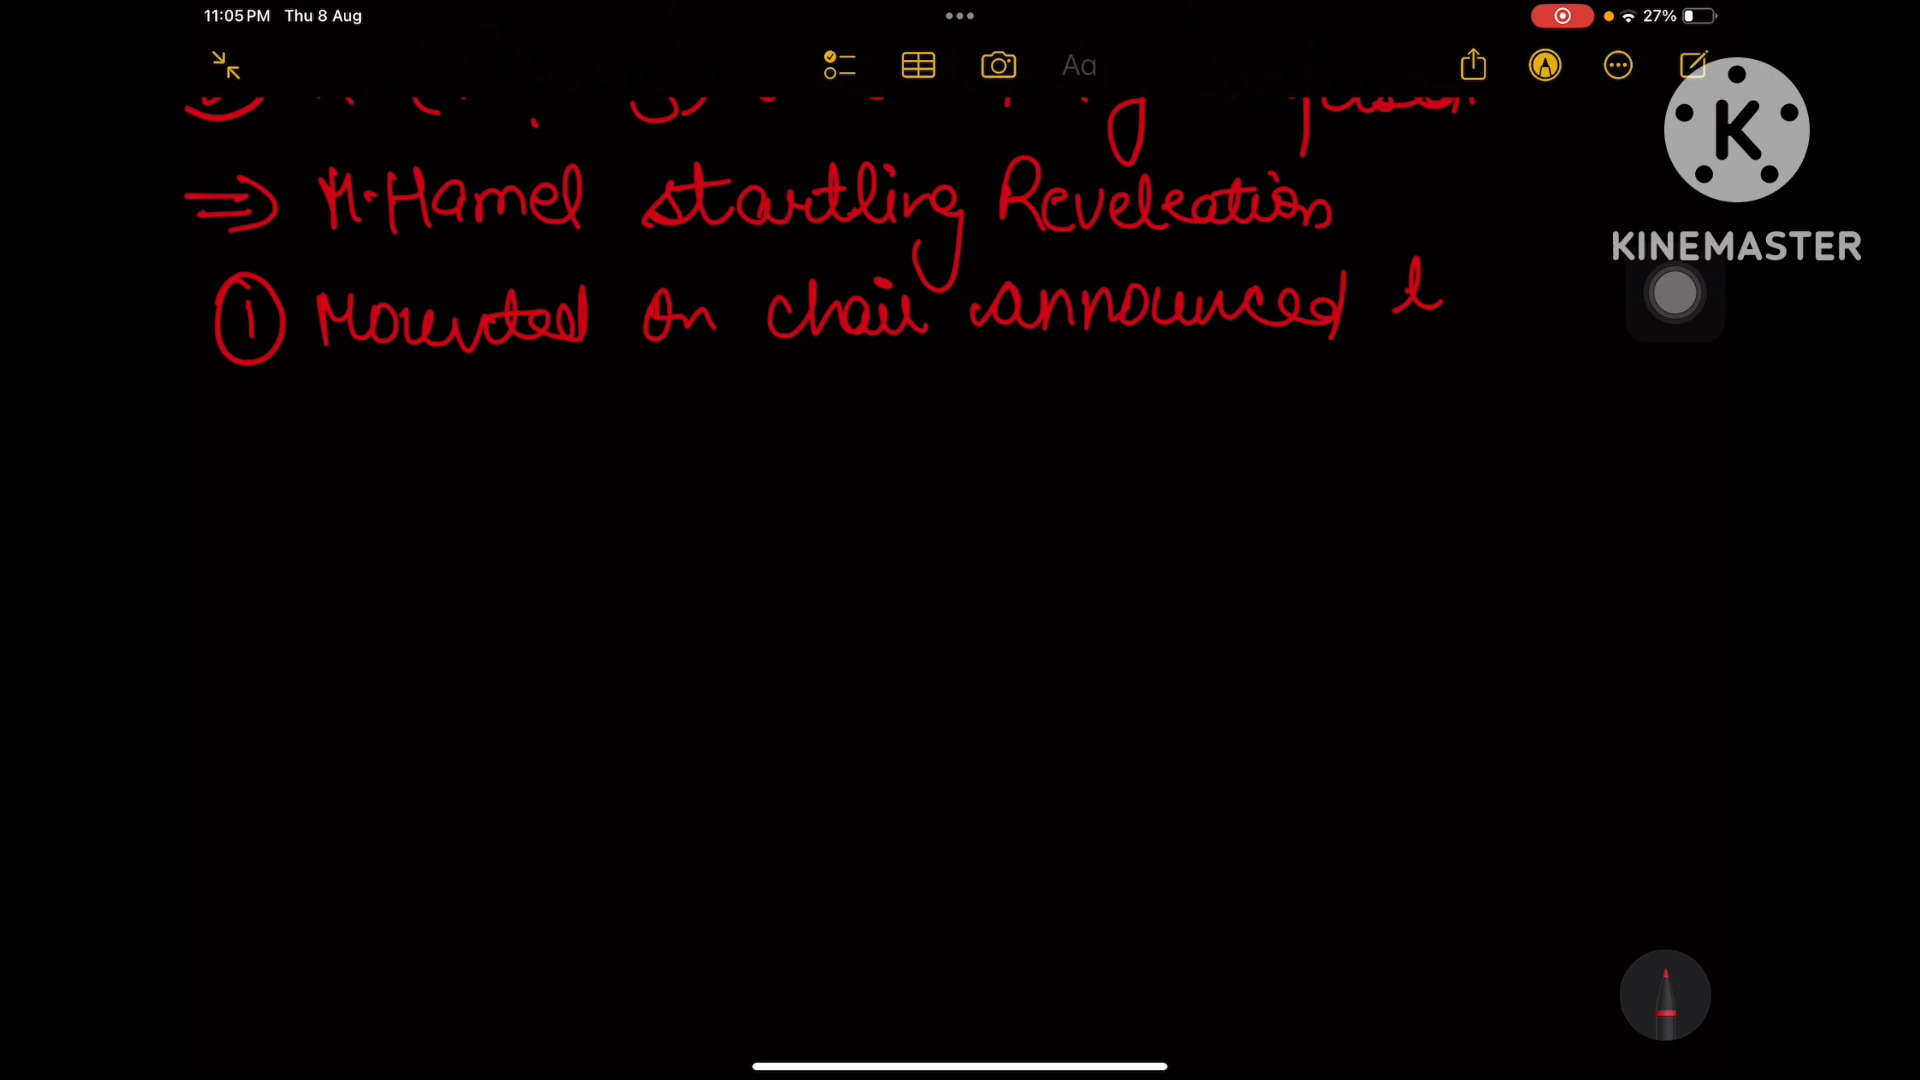 11:05 PM Thu 8 Aug
27%
Aa
K
KINEMASTER
⇒ M. Hamel startling Reveleation
① Mounted on chair announced l